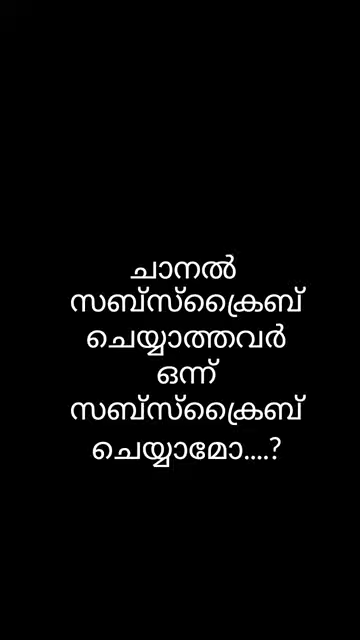 ചാനൽ
സബ്സ്ക്രൈബ്
ചെയ്യാത്തവർ
ഒന്ന്
സബ്സ്ക്രൈബ്
ചെയ്യാമോ....?